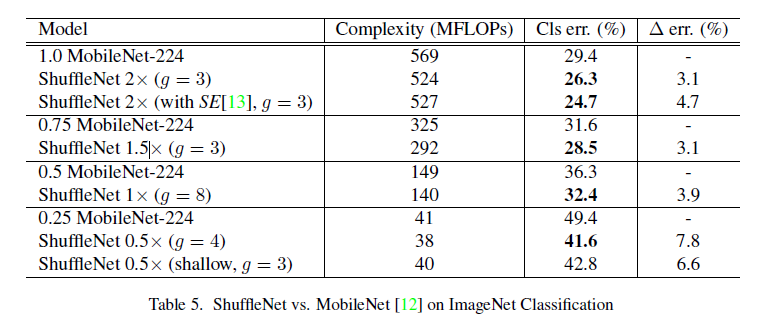 Model Complexity (MFLOPs) Cls err. (%) Δ err. (%)
1.0 MobileNet-224 569 29.4 -
ShuffleNet 2× (g = 3) 524 26.3 3.1
ShuffleNet 2× (with SE[13], g = 3) 527 24.7 4.7
0.75 MobileNet-224 325 31.6 -
ShuffleNet 1.5× (g = 3) 292 28.5 3.1
0.5 MobileNet-224 149 36.3 -
ShuffleNet 1× (g = 8) 140 32.4 3.9
0.25 MobileNet-224 41 49.4 -
ShuffleNet 0.5× (g = 4) 38 41.6 7.8
ShuffleNet 0.5× (shallow, g = 3) 40 42.8 6.6
Table 5. ShuffleNet vs. MobileNet [12] on ImageNet Classification